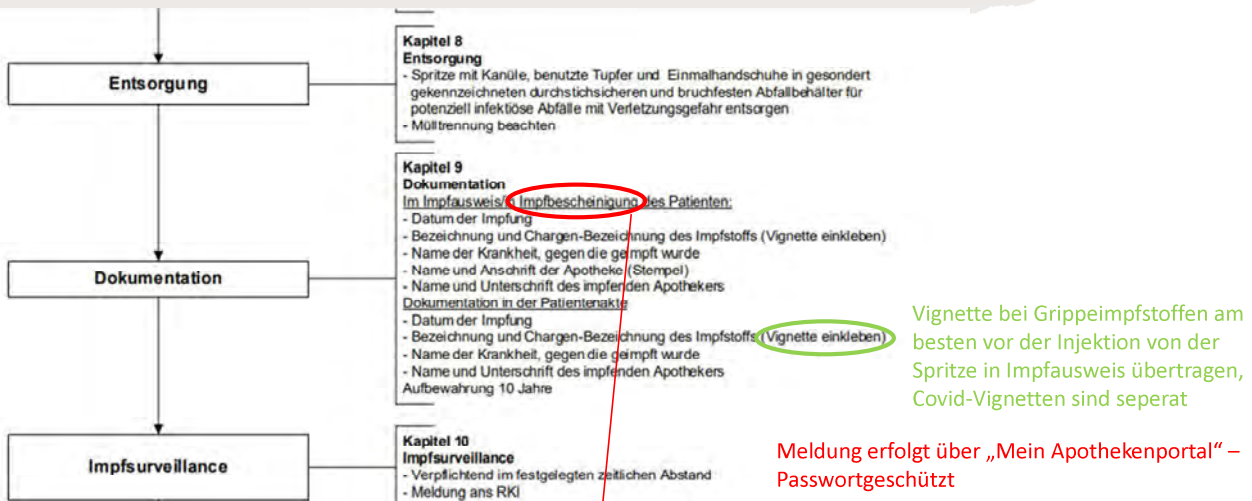 Entsorgung
Kapitel 8
Entsorgung
- Spritze mit Kanüle, benutzte Tupfer und Einmalhandschuhe in gesondert
gekennzeichneten durchstichsicheren und bruchfesten Abfallbehälter für
potenziell infektiöse Abfälle mit Verletzungsgefahr entsorgen
- Mülltrennung beachten
Dokumentation
Kapitel 9
Dokumentation
Im Impfausweis/in Impfbescheinigung des Patienten:
- Datum der Impfung
- Bezeichnung und Chargen-Bezeichnung des Impfstoffs (Vignette einkleben)
- Name der Krankheit, gegen die geimpft wurde
- Name und Anschrift der Apotheke (Stempel)
- Name und Unterschrift des impfenden Apothekers
Dokumentation in der Patientenakte
- Datum der Impfung
- Bezeichnung und Chargen-Bezeichnung des Impfstoffs (Vignette einkleben)
- Name der Krankheit, gegen die geimpft wurde
- Name und Unterschrift des impfenden Apothekers
Aufbewahrung 10 Jahre
Vignette bei Grippeimpfstoffen am
besten vor der Injektion von der
Spritze in Impfausweis übertragen,
Covid-Vignetten sind seperat
Impfsurveillance
Kapitel 10
Impfsurveillance
- Verpflichtend im festgelegten zeitlichen Abstand
- Meldung ans RKI
Meldung erfolgt über „Mein Apothekenportal“ –
Passwortgeschützt